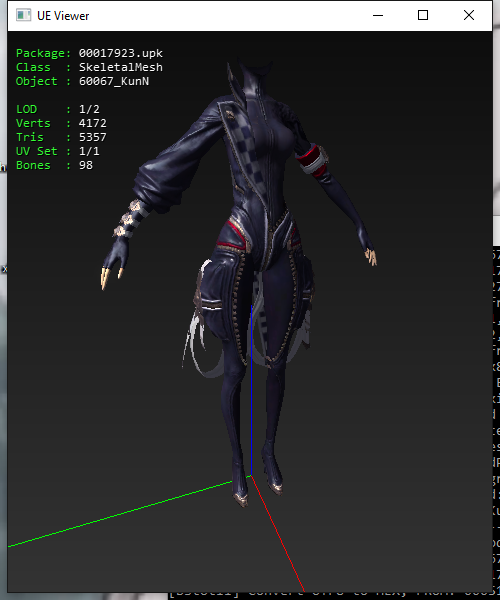 UE Viewer
Package: 00017923.upk
Class : SkeletalMesh
Object : 60067_KunN
LOD : 1/2
Verts : 4172
Tris : 5357
UV Set : 1/1
Bones : 98